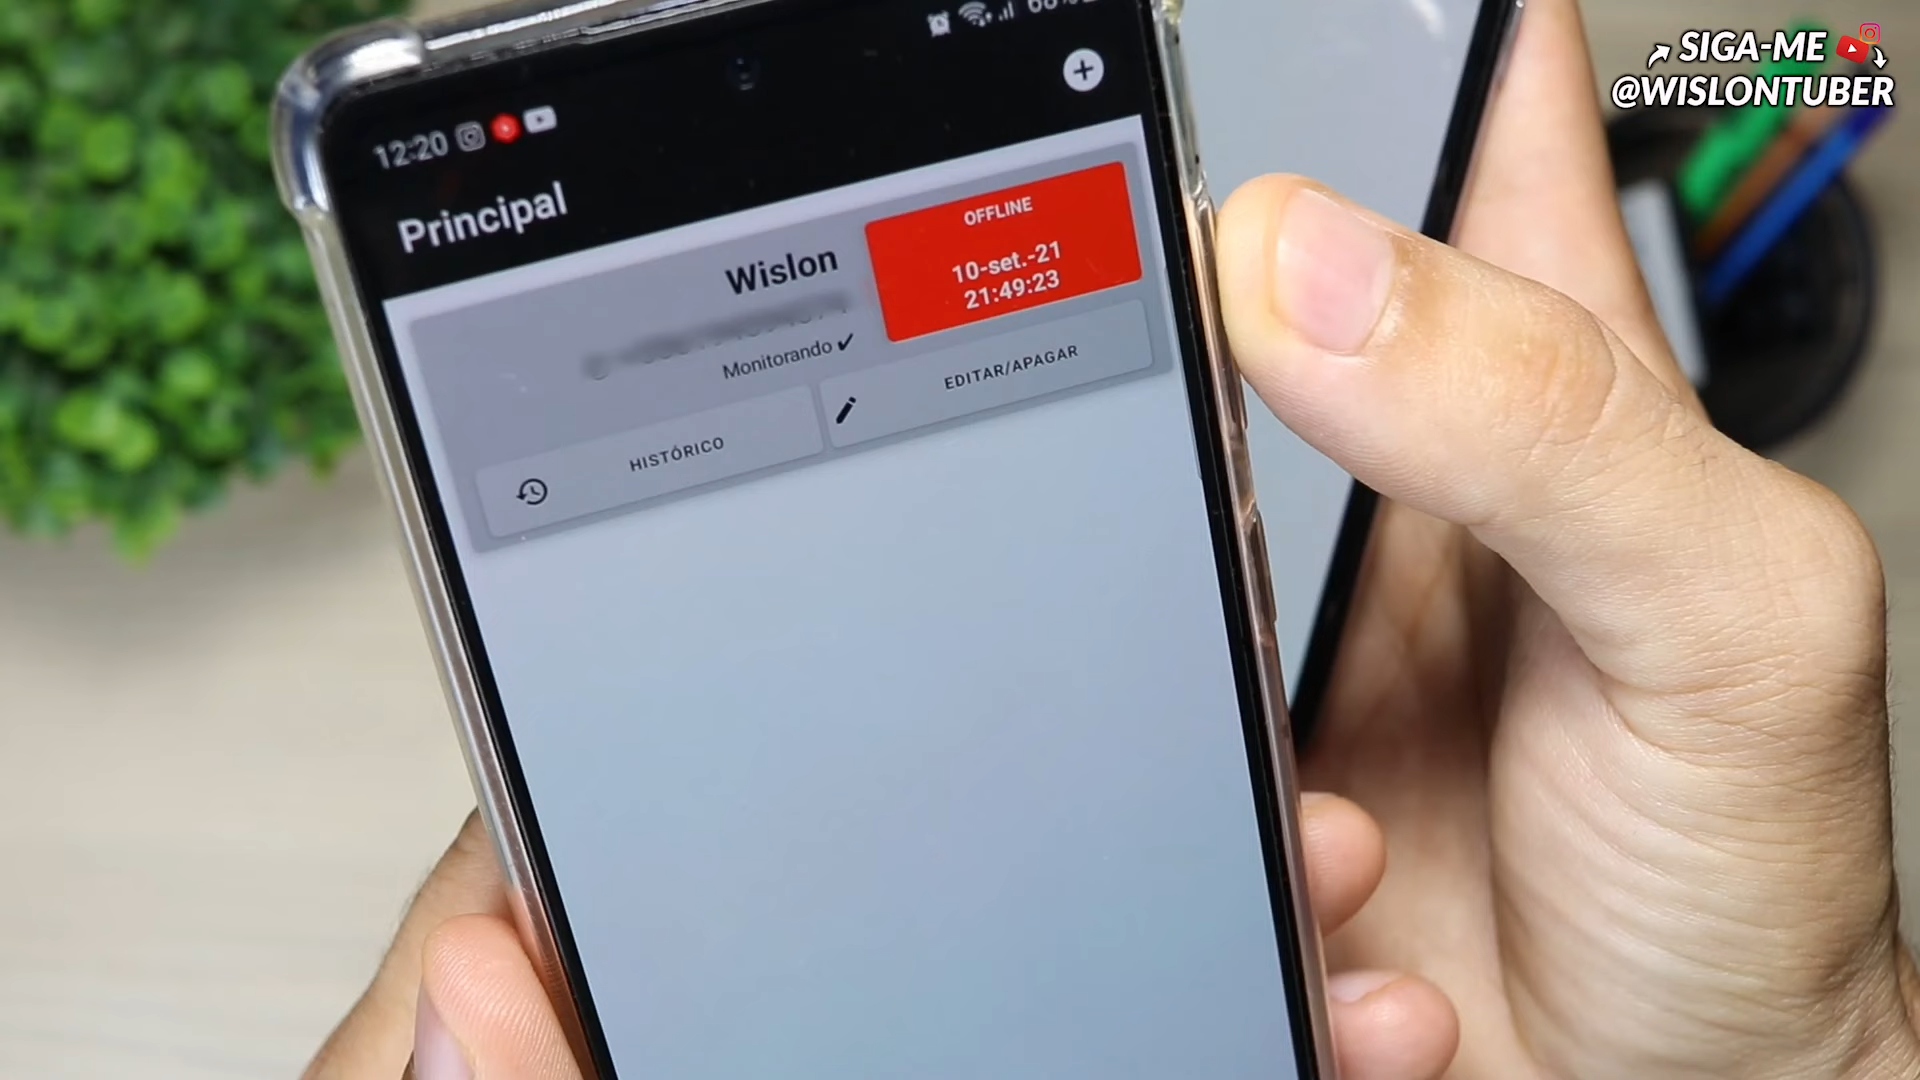 SIGA-ME
@WISLONTUBER
12:20
Principal
Wislon
OFFLINE
10-set.-21
21:49:23
Monitorando ✓
HISTÓRICO
EDITAR/APAGAR